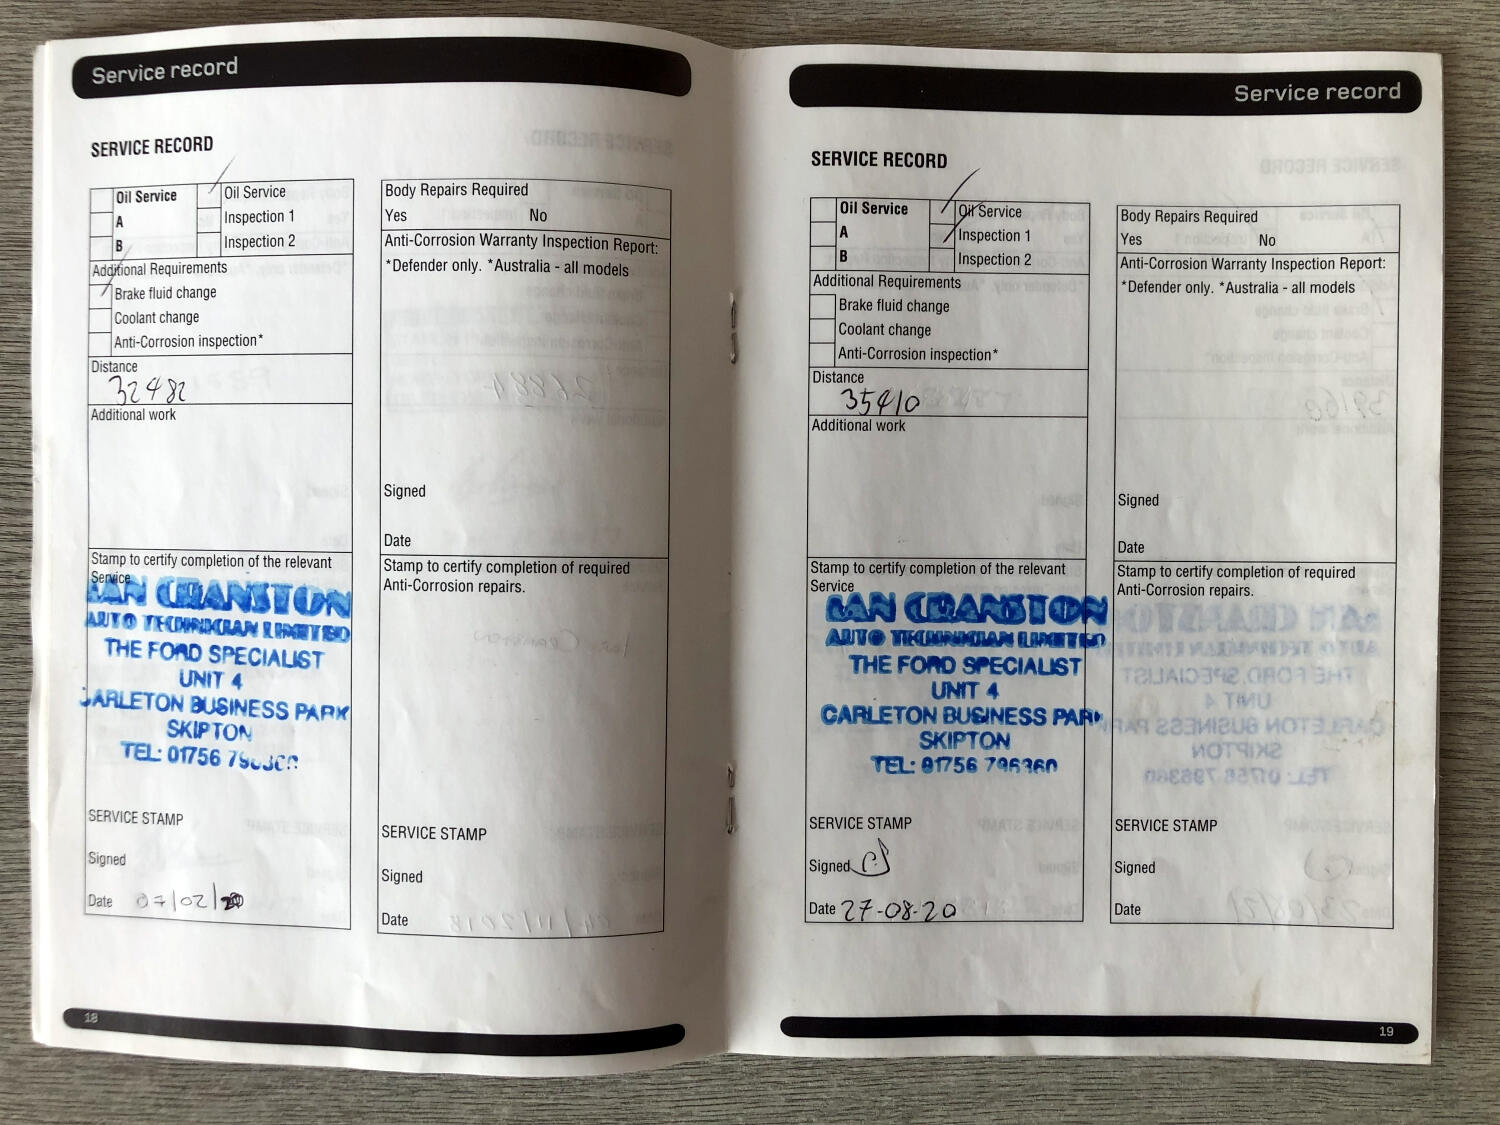 Service record
SERVICE RECORD
Oil Service
A
B
Oil Service
Inspection 1
Inspection 2
Additional Requirements
Brake fluid change
Coolant change
Anti-Corrosion inspection*
Distance
32482
Additional work
Stamp to certify completion of the relevant
Service
IAN CRANSTON
AUTO TECHNICIAN LIMITED
THE FORD SPECIALIST
UNIT 4
CARLETON BUSINESS PARK
SKIPTON
TEL: 01756
SERVICE STAMP
Signed
Date 07/02/20
Body Repairs Required
Yes No
Anti-Corrosion Warranty Inspection Report:
*Defender only. *Australia - all models
Signed
Date
Stamp to certify completion of required
Anti-Corrosion repairs.
SERVICE STAMP
Signed
Date
18
Service record
SERVICE RECORD
Oil Service
A
B
Oil Service
Inspection 1
Inspection 2
Additional Requirements
Brake fluid change
Coolant change
Anti-Corrosion inspection*
Distance
35410
Additional work
Stamp to certify completion of the relevant
Service
IAN CRANSTON
AUTO TECHNICIAN LIMITED
THE FORD SPECIALIST
UNIT 4
CARLETON BUSINESS PARK
SKIPTON
TEL: 01756 796360
SERVICE STAMP
Signed
Date 27-08-20
Body Repairs Required
Yes No
Anti-Corrosion Warranty Inspection Report:
*Defender only. *Australia - all models
Signed
Date
Stamp to certify completion of required
Anti-Corrosion repairs.
SERVICE STAMP
Signed
Date
19